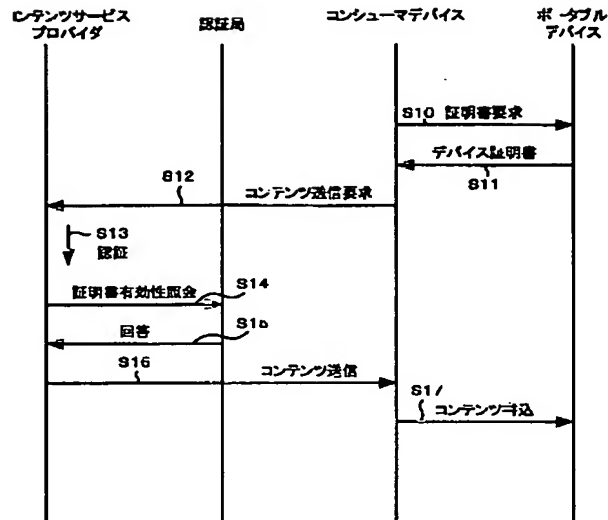 コンテンツサービス
プロバイダ
認証局
コンシューマデバイス
ポータブル
デバイス
S10 証明書要求
デバイス証明書
S11
S12
コンテンツ送信要求
S13
認証
証明書有効性照会
S14
回答
S15
S16
コンテンツ送信
S17
コンテンツ書込